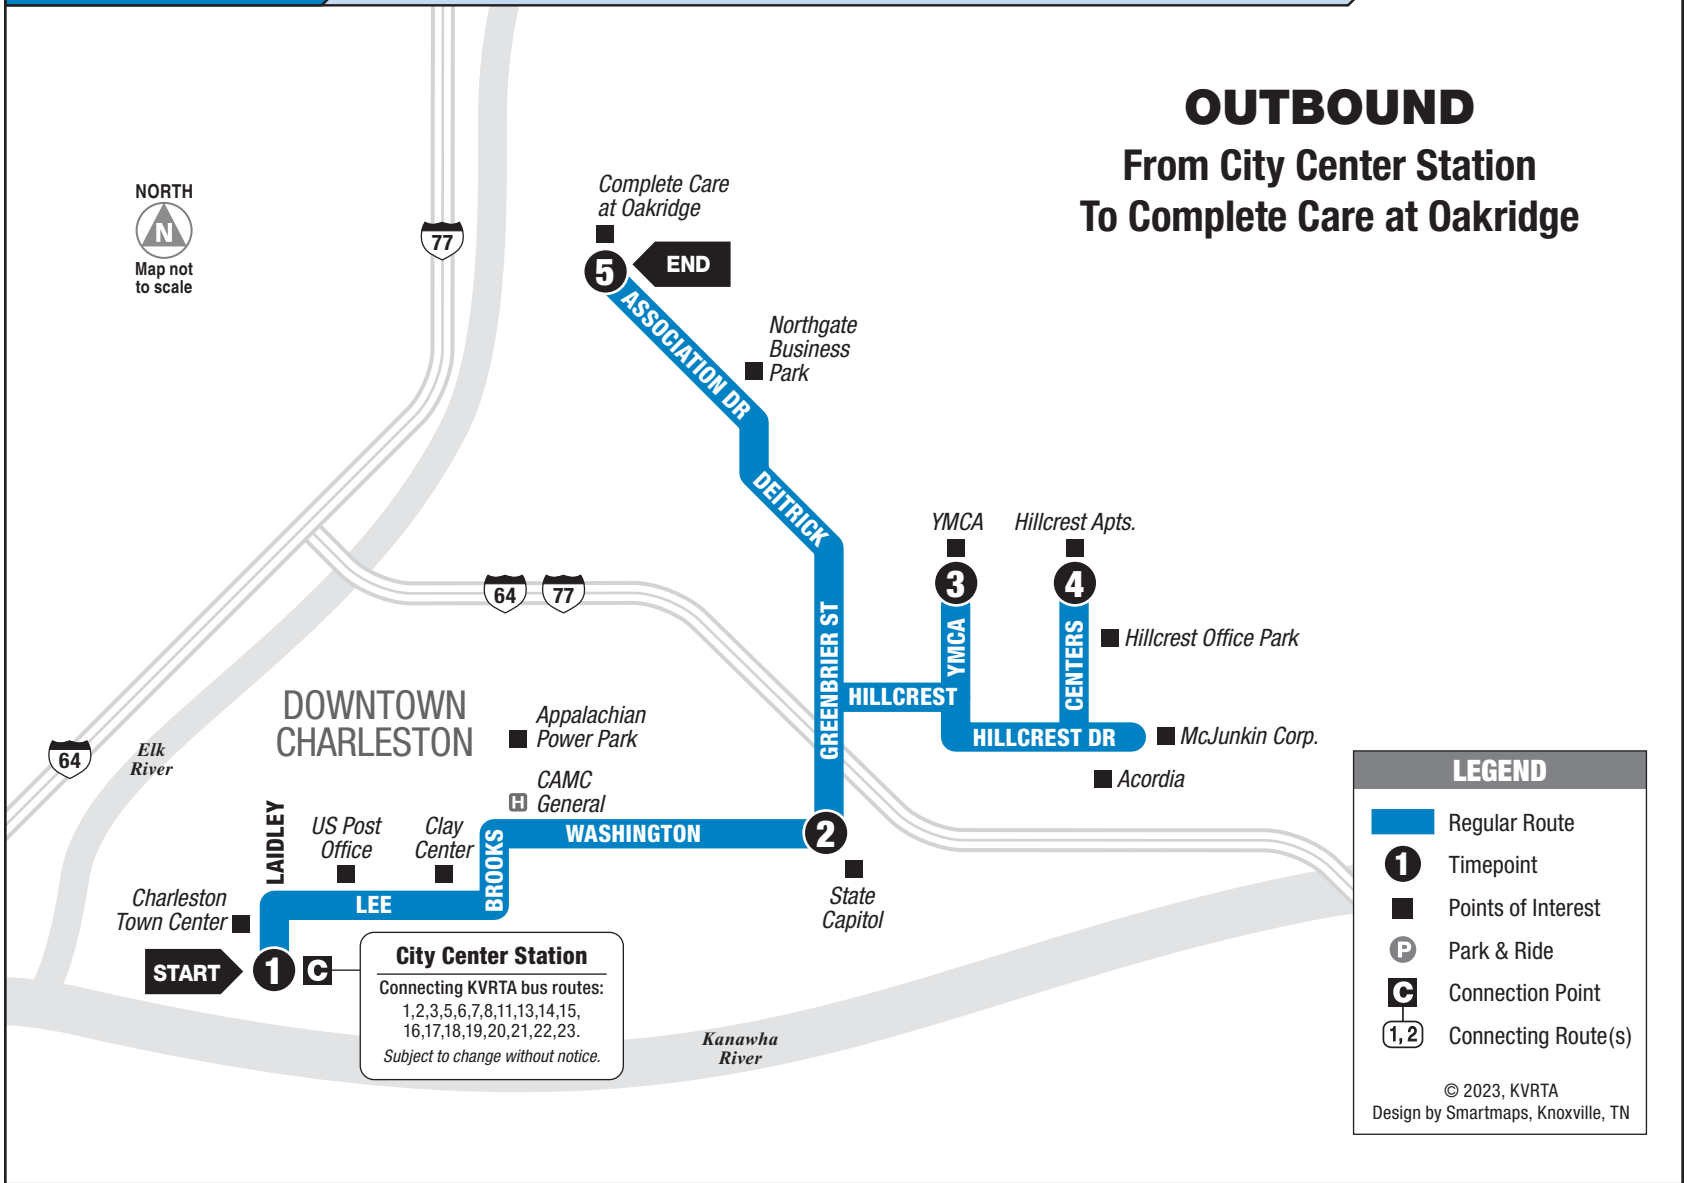 OUTBOUND
From City Center Station
To Complete Care at Oakridge
NORTH
N
Map not
to scale
77
Complete Care
at Oakridge
5
END
ASSOCIATION DR
Northgate
Business
Park
DEITRICK
YMCA
Hillcrest Apts.
3
4
64
77
GREENBRIER ST
YMCA
CENTERS
Hillcrest Office Park
HILLCREST
HILLCREST DR
McJunkin Corp.
Acordia
DOWNTOWN
CHARLESTON
Appalachian
Power Park
64
Elk
River
H
CAMC
General
LAIDLEY
US Post
Office
Clay
Center
BROOKS
WASHINGTON
2
State
Capitol
Charleston
Town Center
LEE
START
1
C
City Center Station
Connecting KVRTA bus routes:
1,2,3,5,6,7,8,11,13,14,15,
16,17,18,19,20,21,22,23.
Subject to change without notice.
Kanawha
River
LEGEND
Regular Route
1 Timepoint
Points of Interest
P Park & Ride
C Connection Point
1, 2 Connecting Route(s)
© 2023, KVRTA
Design by Smartmaps, Knoxville, TN